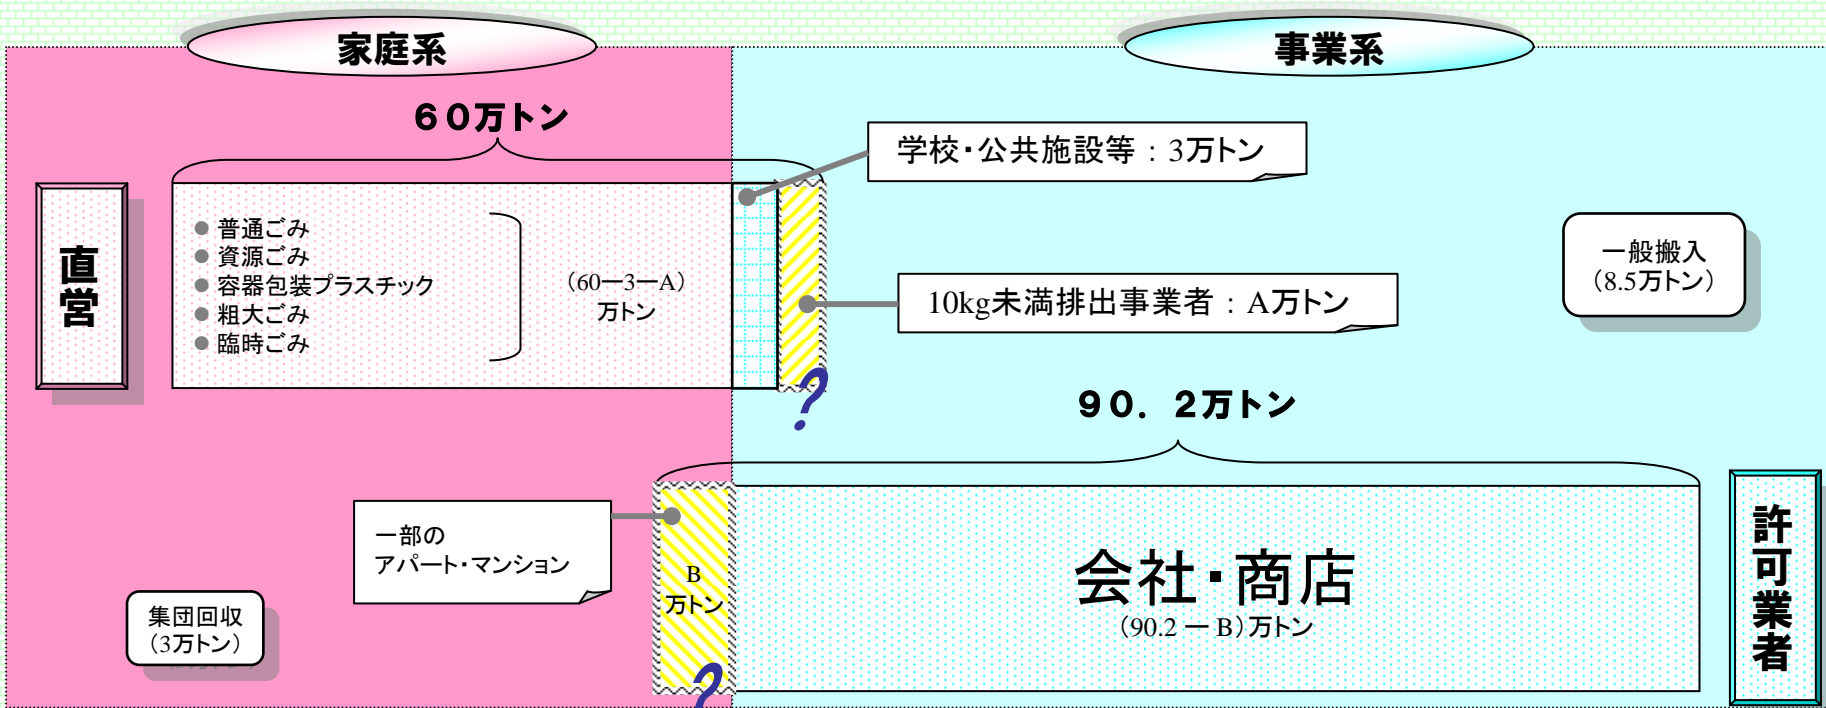 家庭系
事業系
６０万トン
学校・公共施設等：3万トン
直営
● 普通ごみ
● 資源ごみ
● 容器包装プラスチック
● 粗大ごみ
● 臨時ごみ
（60ー3ーA）
万トン
一般搬入
（8.5万トン）
10kg未満排出事業者：A万トン
?
９０．２万トン
一部の
アパート・マンション
B
万トン
?
会社・商店
（90.2 ー B）万トン
許可業者
集団回収
（3万トン）